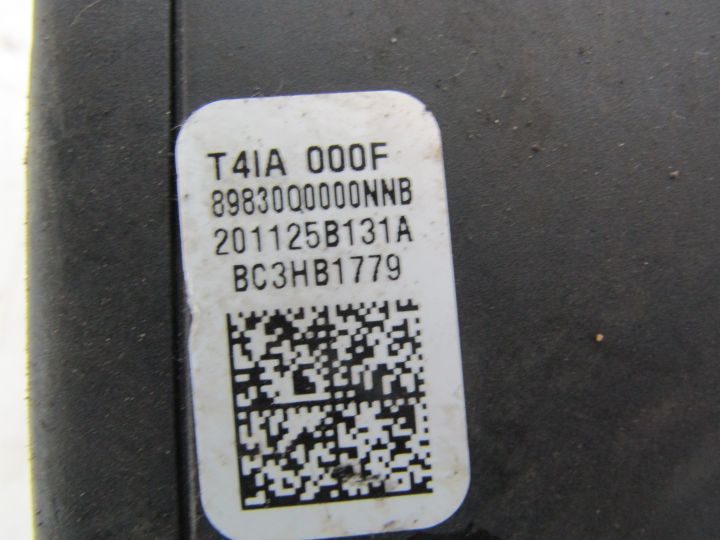 T4IA 000F
89830Q0000NNB
201125B131A
BC3HB1779